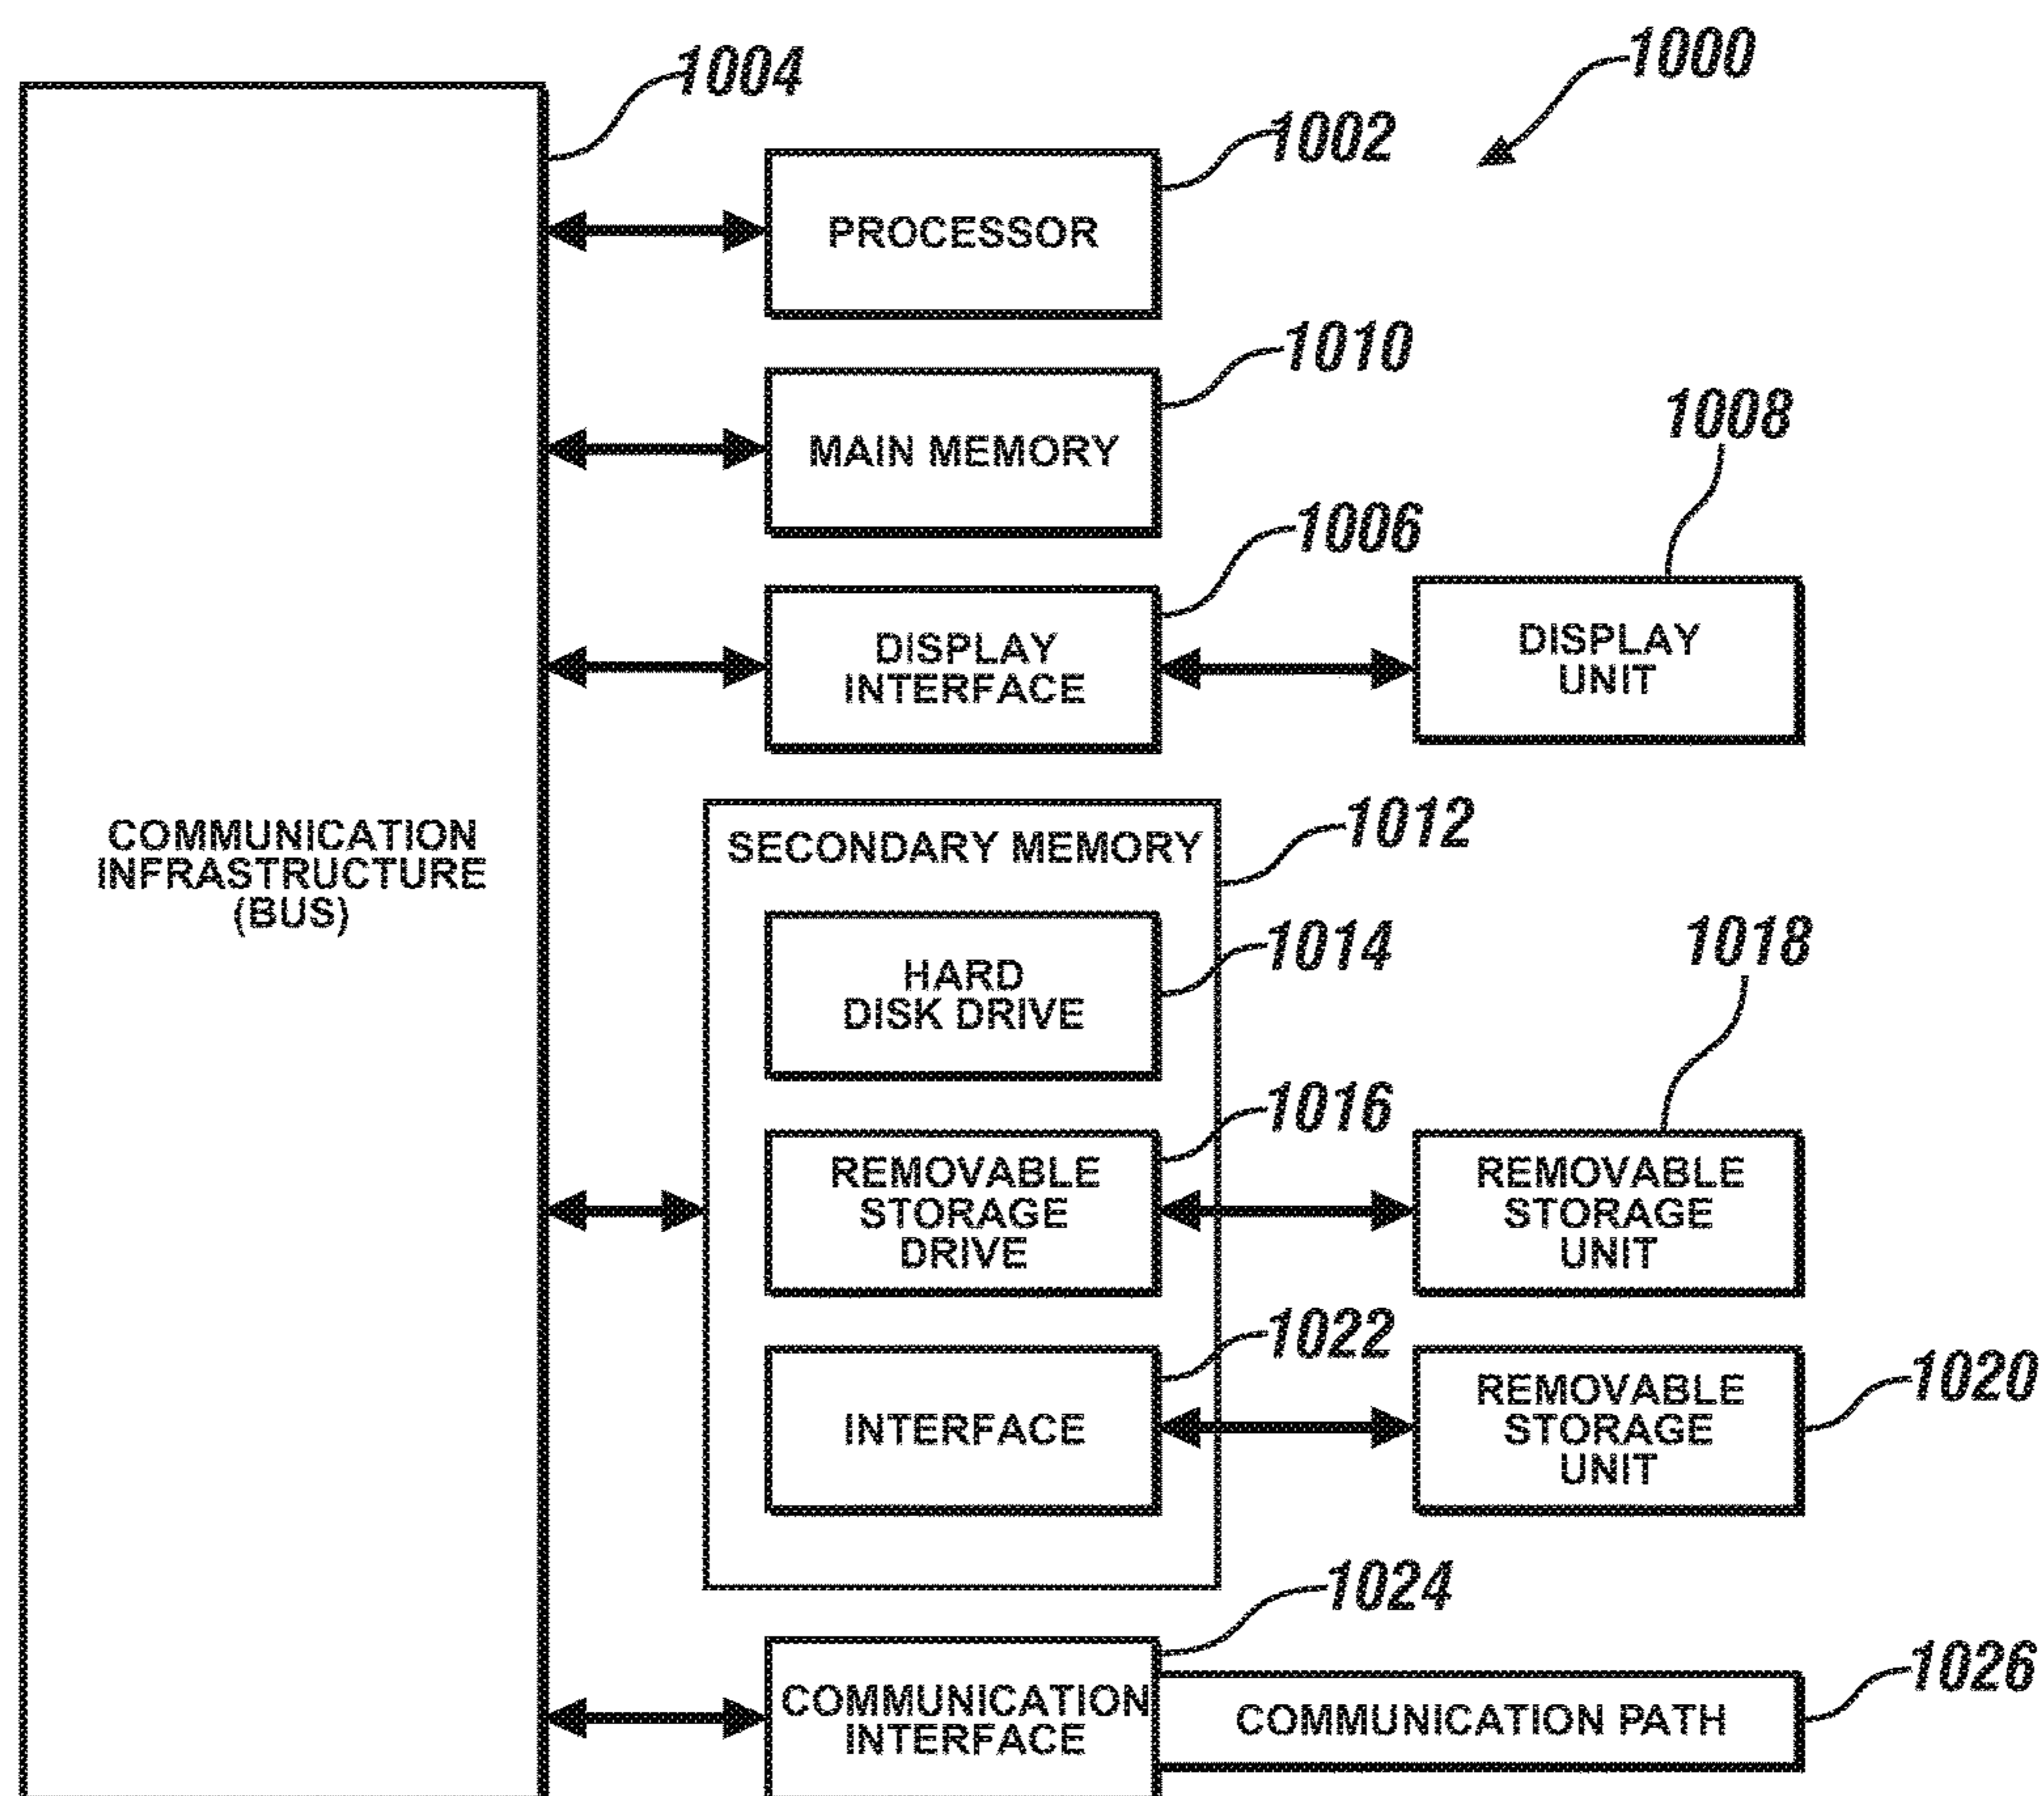 1004
1000
1002
PROCESSOR
1010
MAIN MEMORY
1008
1006
DISPLAY
INTERFACE
DISPLAY
UNIT
COMMUNICATION
INFRASTRUCTURE
(BUS)
1012
SECONDARY MEMORY
1014
HARD
DISK DRIVE
1018
1016
REMOVABLE
STORAGE
DRIVE
REMOVABLE
STORAGE
UNIT
1022
INTERFACE
1020
REMOVABLE
STORAGE
UNIT
1024
COMMUNICATION
INTERFACE
1026
COMMUNICATION PATH